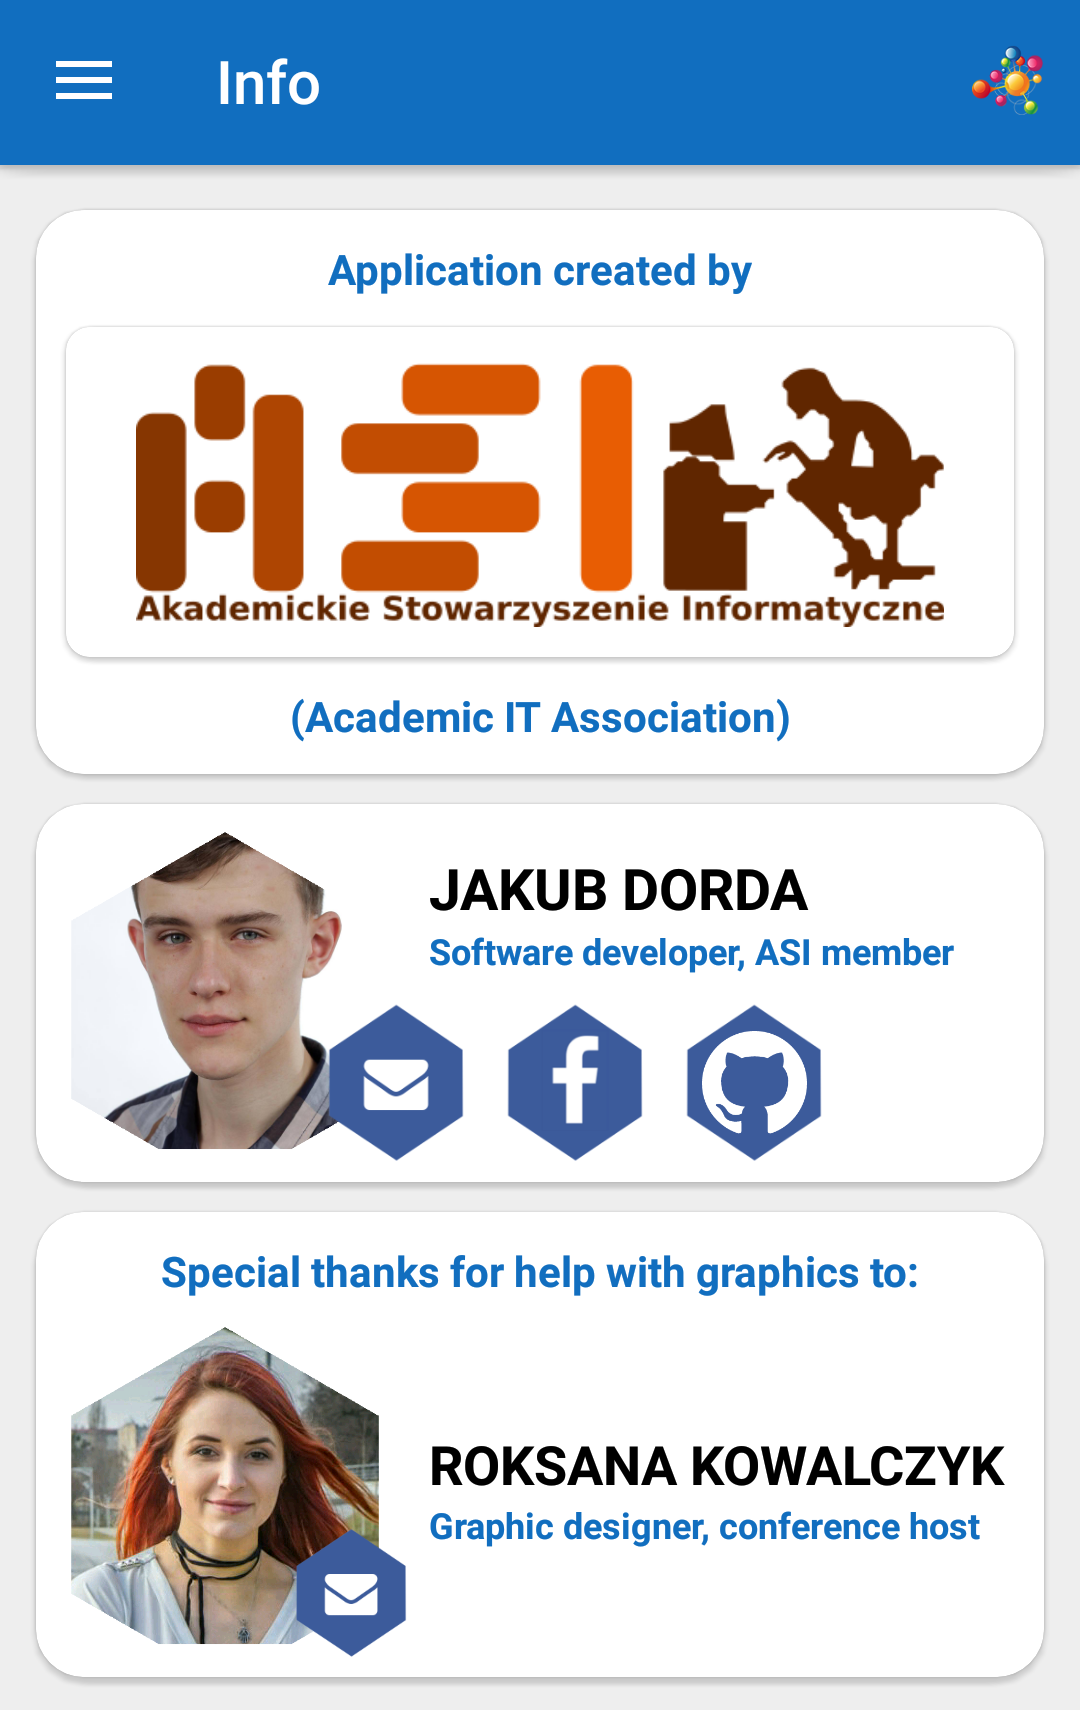 Info
Application created by
Akademickie Stowarzyszenie Informatyczne
(Academic IT Association)
JAKUB DORDA
Software developer, ASI member
Special thanks for help with graphics to:
ROKSANA KOWALCZYK
Graphic designer, conference host